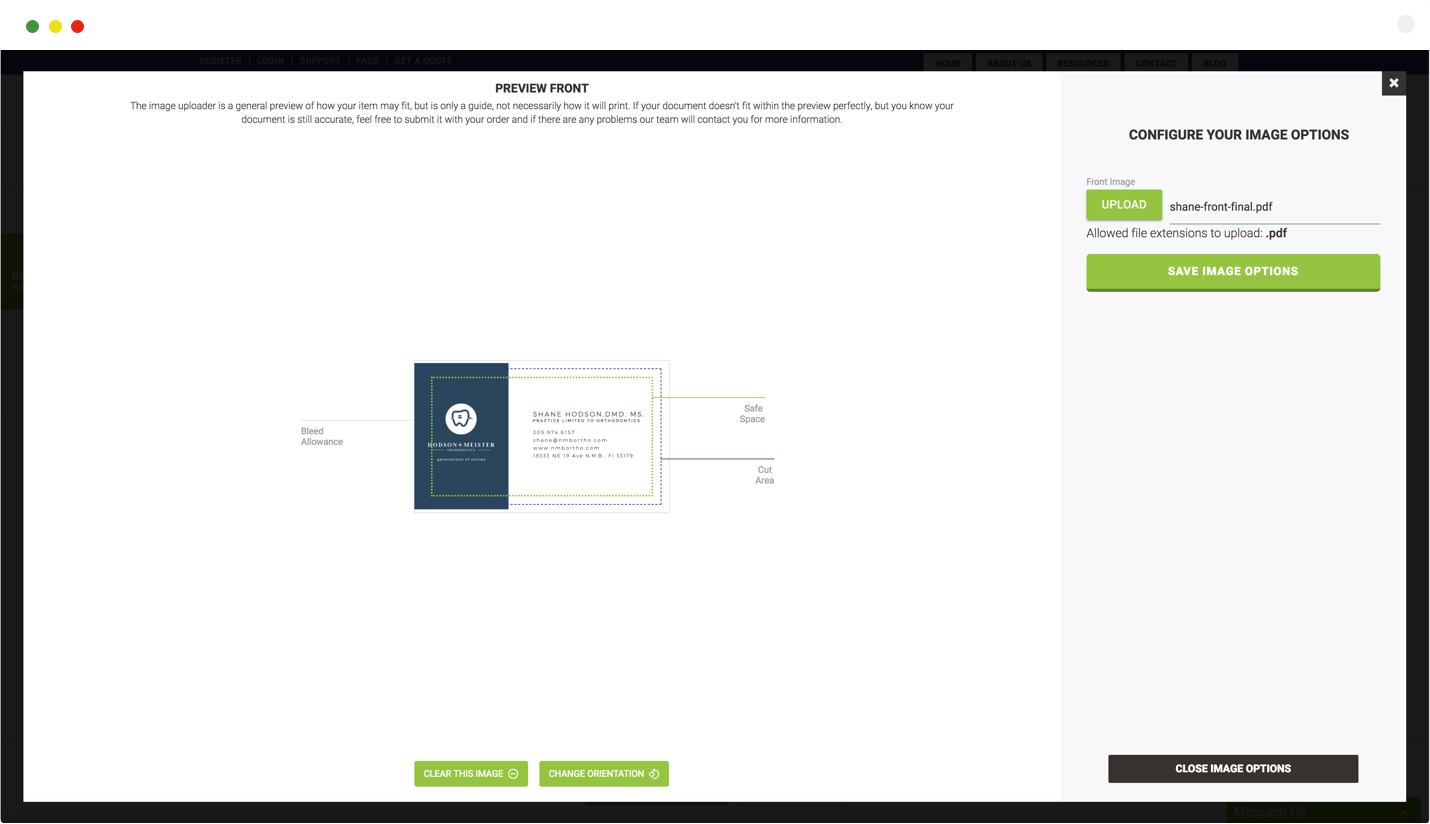 REGISTER | LOGIN | SUPPORT | FAQS | GET A QUOTE
HOME ABOUT US RESOURCES CONTACT BLOG
PREVIEW FRONT
The image uploader is a general preview of how your item may fit, but is only a guide, not necessarily how it will print. If your document doesn't fit within the preview perfectly, but you know your
document is still accurate, feel free to submit it with your order and if there are any problems our team will contact you for more information.
CONFIGURE YOUR IMAGE OPTIONS
Front Image
UPLOAD shane-front-final.pdf
Allowed file extensions to upload: .pdf
SAVE IMAGE OPTIONS
Bleed
Allowance
HODSON+MEISTER
ORTHODONTICS
generations of smiles
SHANE HODSON,DMD, MS.
PRACTICE LIMITED TO ORTHODONTICS
305.974.6157
shane@nmbortho.com
www.nmbortho.com
18333 NE 19 Ave N.M.B., Fl 33179
Safe
Space
Cut
Area
CLEAR THIS IMAGE
CHANGE ORIENTATION
CLOSE IMAGE OPTIONS
Message Us